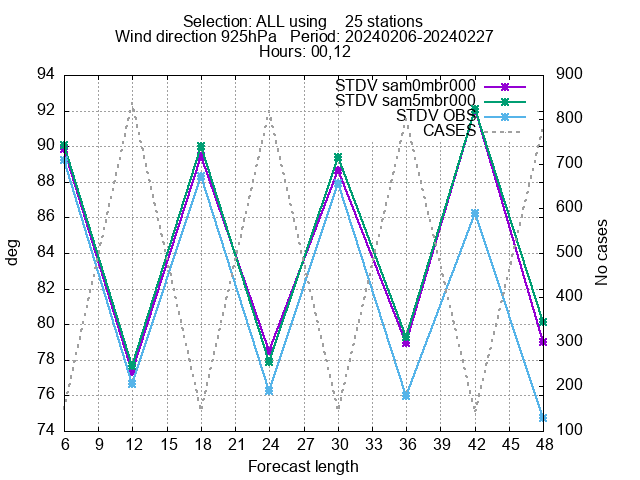 Selection: ALL using    25 stations
Wind direction 925hPa   Period: 20240206-20240227
Hours: 00,12
94 900
STDV sam0mbr000
STDV sam5mbr000
STDV OBS
CASES
92 800
90 700
88 600
86 500
84 400
82 300
80 200
78 100
76
74
deg
No cases
6 9 12 15 18 21 24 27 30 33 36 39 42 45 48
Forecast length